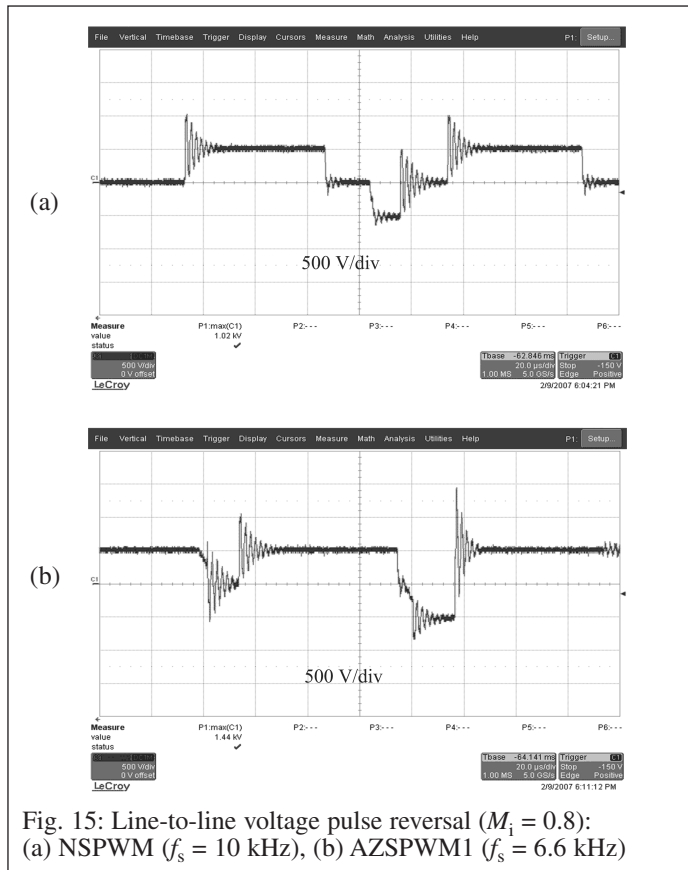 File Vertical Timebase Trigger Display Cursors Measure Math Analysis Utilities Help P1: Setup...
C1
(a)
500 V/div
Measure P1:max(C1) P2:--- P3:--- P4:--- P5:--- P6:---
value 1.02 kV
status
500 V/div
0 V offset
Tbase -62.846 ms Trigger C1
20.0 µs/div Stop -150 V
1.00 MS 5.0 GS/s Edge Positive
LeCroy 2/9/2007 6:04:21 PM
File Vertical Timebase Trigger Display Cursors Measure Math Analysis Utilities Help P1: Setup...
C1
(b)
500 V/div
Measure P1:max(C1) P2:--- P3:--- P4:--- P5:--- P6:---
value 1.44 kV
status
500 V/div
0 V offset
Tbase -64.141 ms Trigger C1
20.0 µs/div Stop -150 V
1.00 MS 5.0 GS/s Edge Positive
LeCroy 2/9/2007 6:11:12 PM
Fig. 15: Line-to-line voltage pulse reversal (Mi = 0.8):
(a) NSPWM (fs = 10 kHz), (b) AZSPWM1 (fs = 6.6 kHz)